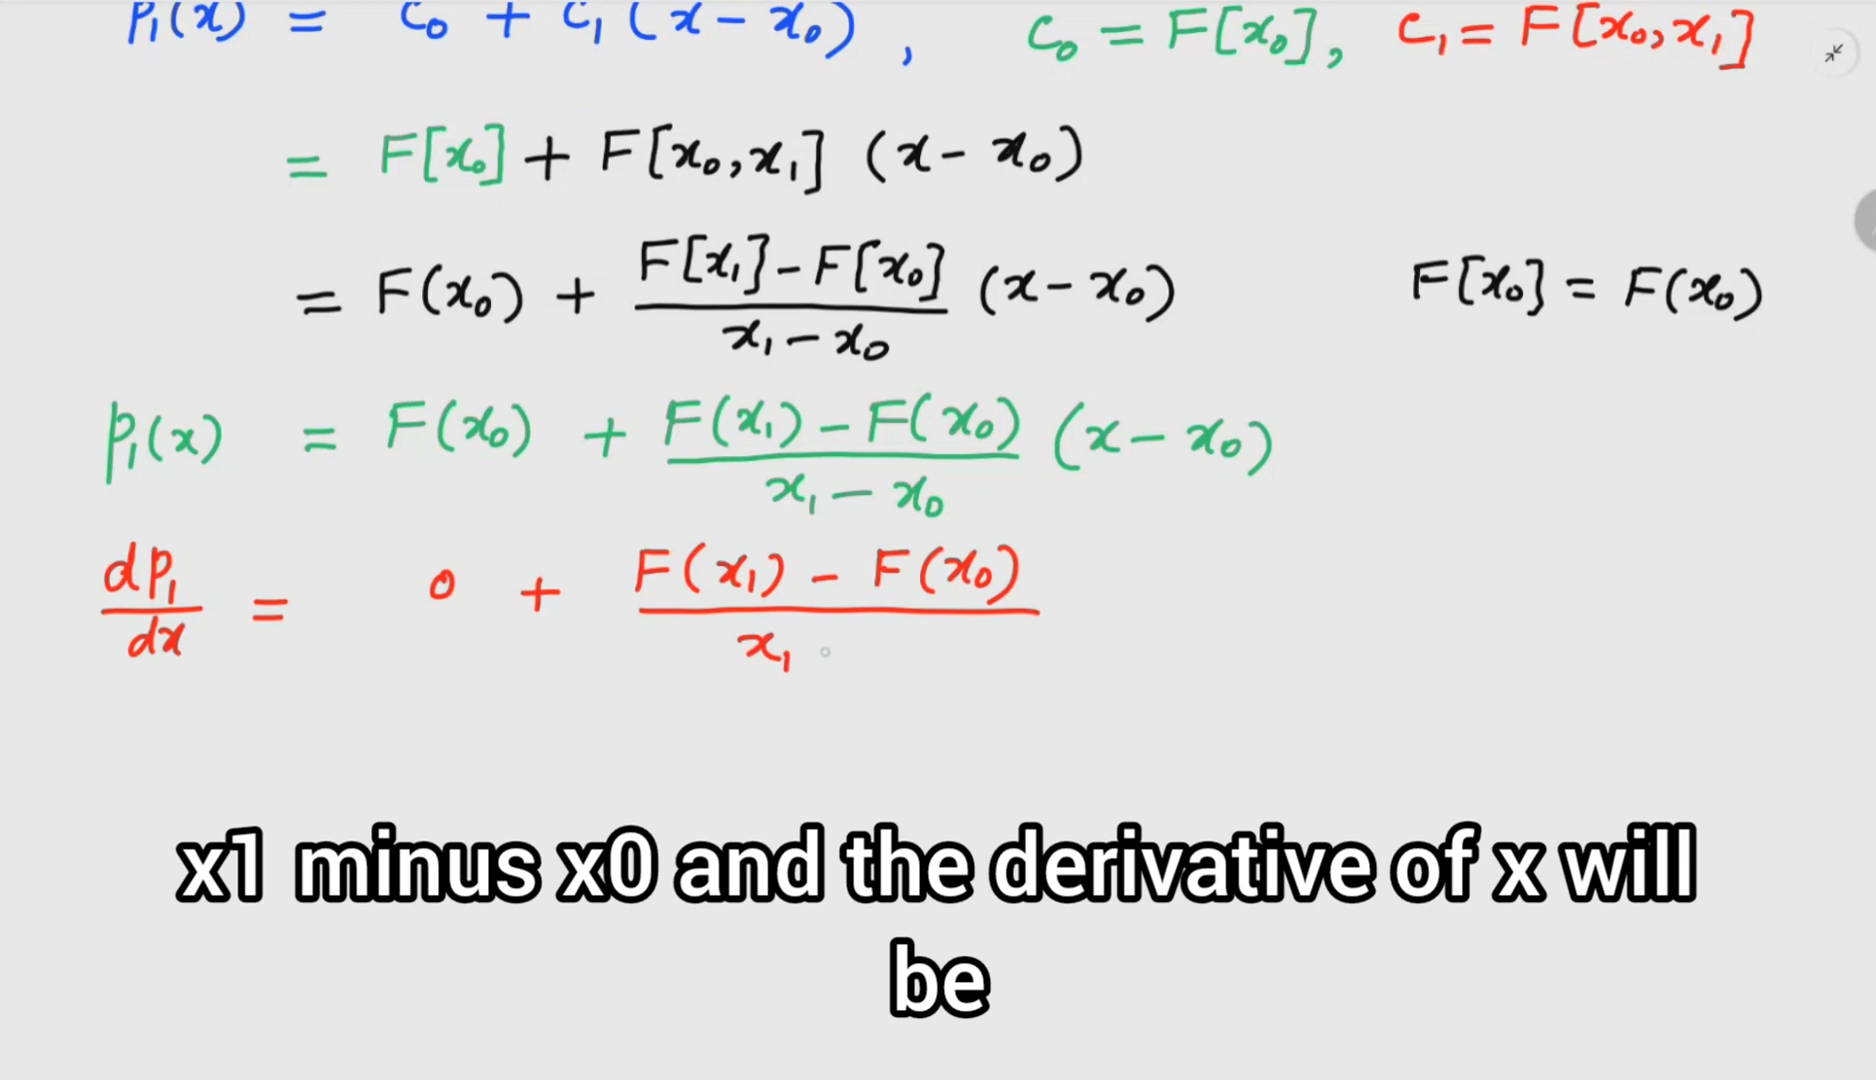 P₁(x) = C₀ + C₁(x - x₀), C₀ = F[x₀], C₁ = F[x₀,x₁]
= F[x₀] + F[x₀,x₁] (x - x₀)
= F(x₀) + (F[x₁] - F[x₀])/(x₁ - x₀) (x - x₀) F[x₀] = F(x₀)
P₁(x) = F(x₀) + (F(x₁) - F(x₀))/(x₁ - x₀) (x - x₀)
dP₁/dx = 0 + (F(x₁) - F(x₀))/x₁
x1 minus x0 and the derivative of x will
be